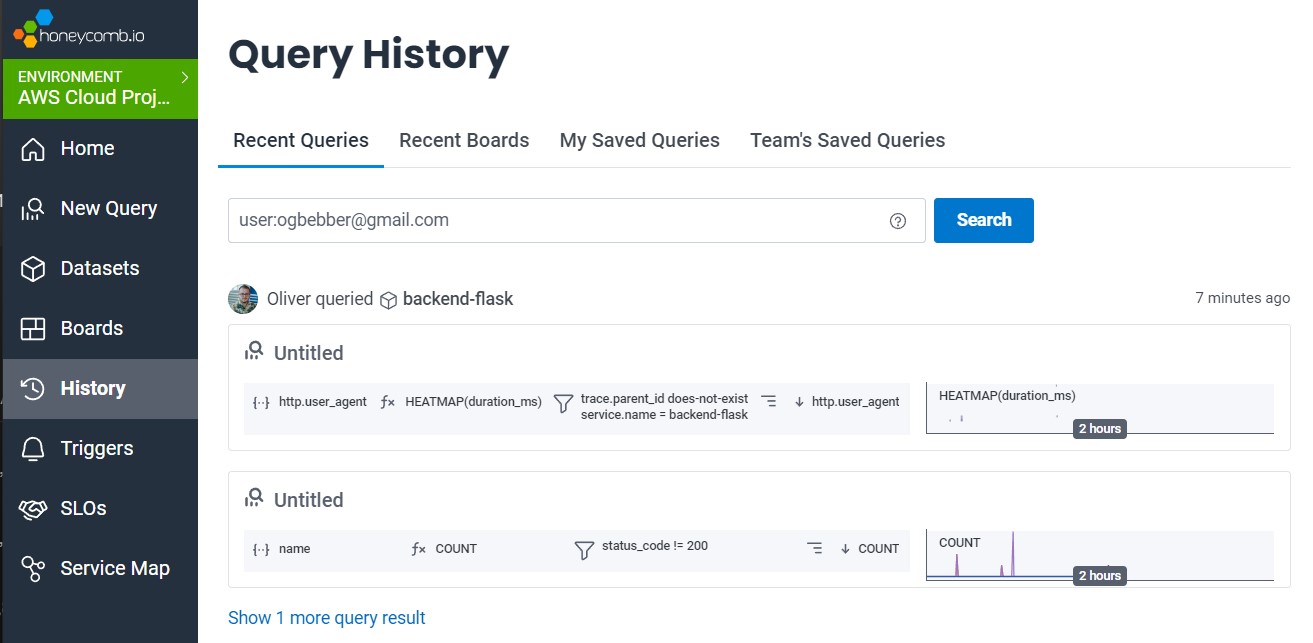 honeycomb.io
ENVIRONMENT
AWS Cloud Proj...
Home
New Query
Datasets
Boards
History
Triggers
SLOs
Service Map
Query History
Recent Queries Recent Boards My Saved Queries Team's Saved Queries
user:ogbebber@gmail.com Search
Oliver queried backend-flask 7 minutes ago
Untitled
http.user_agent HEATMAP(duration_ms) trace.parent_id does-not-exist http.user_agent
service.name = backend-flask
HEATMAP(duration_ms)
2 hours
Untitled
name COUNT status_code != 200 COUNT
COUNT
2 hours
Show 1 more query result